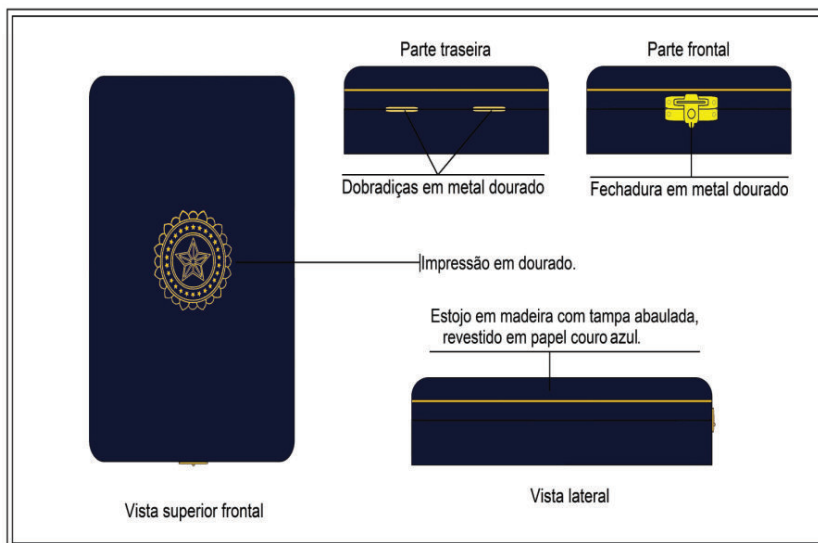 Parte traseira
Parte frontal
Dobradiças em metal dourado
Fechadura em metal dourado
Impressão em dourado.
Estojo em madeira com tampa abaulada,
revestido em papel couro azul.
Vista superior frontal
Vista lateral